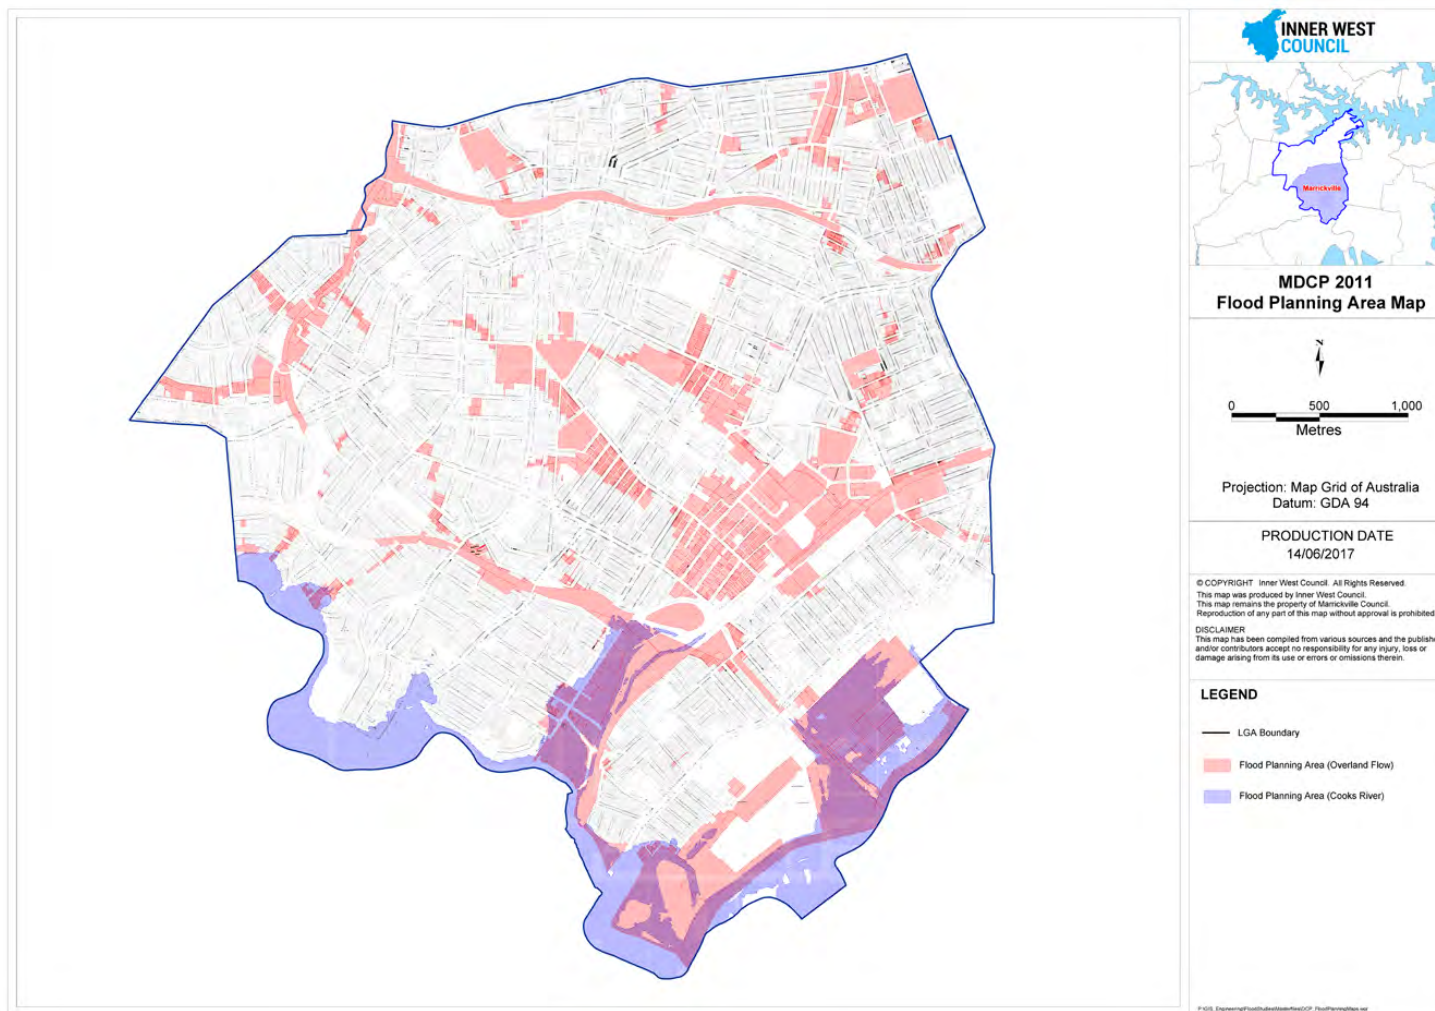 INNER WEST
COUNCIL
Marrickville
MDCP 2011
Flood Planning Area Map
N
0 500 1,000
Metres
Projection: Map Grid of Australia
Datum: GDA 94
PRODUCTION DATE
14/06/2017
© COPYRIGHT Inner West Council. All Rights Reserved.
This map was produced by Inner West Council.
This map remains the property of Marrickville Council.
Reproduction of any part of this map without approval is prohibited
DISCLAIMER
This map has been compiled from various sources and the publishe
and/or contributors accept no responsibility for any injury, loss or
damage arising from its use or errors or omissions therein.
LEGEND
LGA Boundary
Flood Planning Area (Overland Flow)
Flood Planning Area (Cooks River)